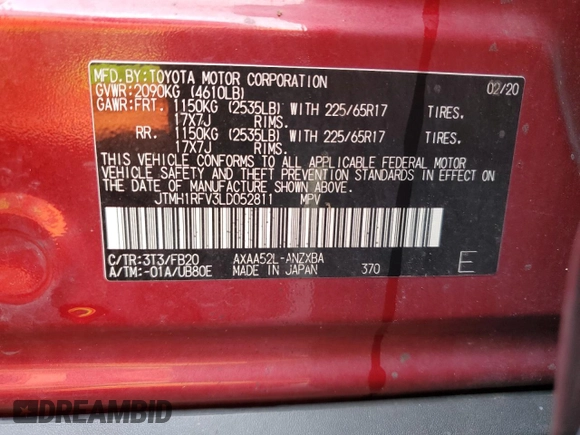 MFD.BY:TOYOTA MOTOR CORPORATION 02/20
GVWR:2090KG (4610LB)
GAWR:FRT. 1150KG (2535LB) WITH 225/65R17 TIRES.
17X7J RIMS.
RR. 1150KG (2535LB) WITH 225/65R17 TIRES.
17X7J RIMS.
THIS VEHICLE CONFORMS TO ALL APPLICABLE FEDERAL MOTOR
VEHICLE SAFETY AND THEFT PREVENTION STANDARDS IN EFFECT
ON THE DATE OF MANUFACTURE SHOWN ABOVE.
JTMH1RFV3LD052811 MPV
C/TR:3T3/FB20 AXAA52L-ANZXBA
A/TM:-01A/UB80E MADE IN JAPAN 370 E
DREAMBID